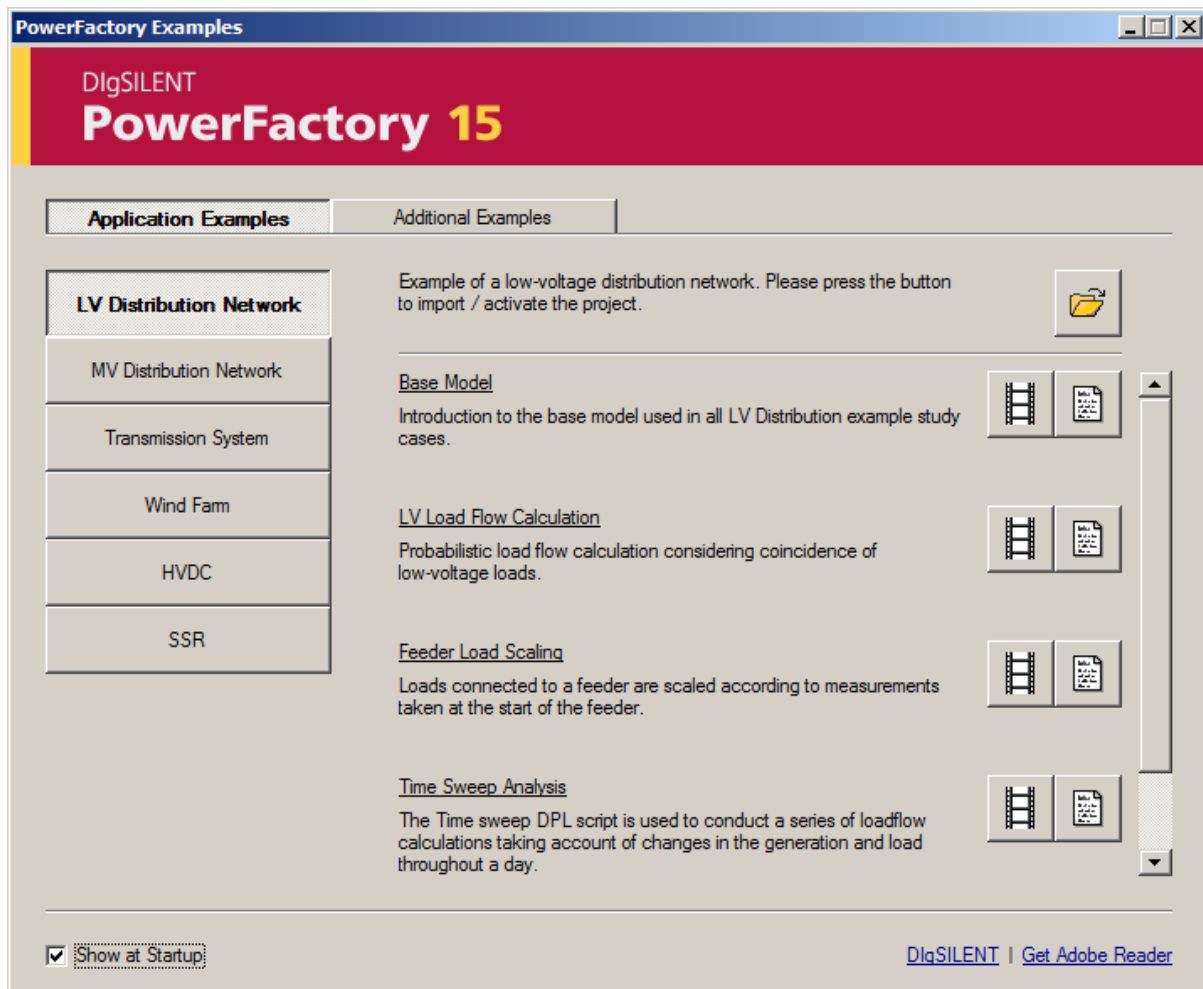 PowerFactory Examples
DIgSILENT
PowerFactory 15
Application Examples
Additional Examples
LV Distribution Network
MV Distribution Network
Transmission System
Wind Farm
HVDC
SSR
Example of a low-voltage distribution network. Please press the button
to import / activate the project.
Base Model
Introduction to the base model used in all LV Distribution example study
cases.
LV Load Flow Calculation
Probabilistic load flow calculation considering coincidence of
low-voltage loads.
Feeder Load Scaling
Loads connected to a feeder are scaled according to measurements
taken at the start of the feeder.
Time Sweep Analysis
The Time sweep DPL script is used to conduct a series of loadflow
calculations taking account of changes in the generation and load
throughout a day.
Show at Startup
DIgSILENT | Get Adobe Reader